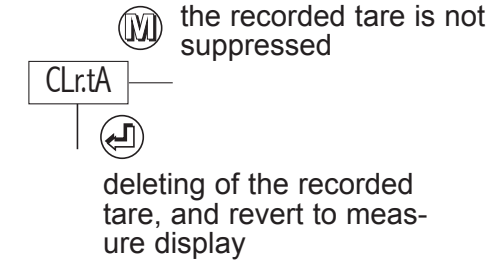 M the recorded tare is not
suppressed
CLr.tA
deleting of the recorded
tare, and revert to meas-
ure display